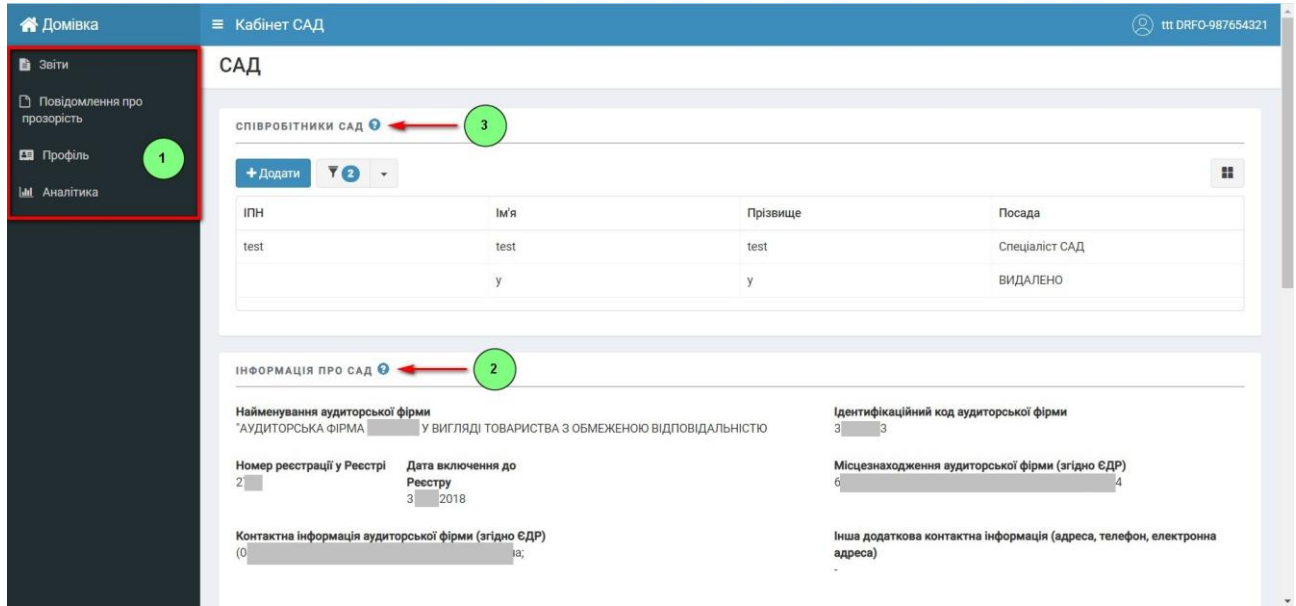 Домівка
Кабінет САД
ttt DRFO-987654321
Звіти
Повідомлення про
прозорість
Профіль
Аналітика
1
САД
СПІВРОБІТНИКИ САД ?
3
+ Додати
2
ІПН Ім'я Прізвище Посада
test test test Спеціаліст САД
у у ВИДАЛЕНО
ІНФОРМАЦІЯ ПРО САД ?
2
Найменування аудиторської фірми
"АУДИТОРСЬКА ФІРМА У ВИГЛЯДІ ТОВАРИСТВА З ОБМЕЖЕНОЮ ВІДПОВІДАЛЬНІСТЮ
Ідентифікаційний код аудиторської фірми
3 3
Номер реєстрації у Реєстрі
2
Дата включення до
Реєстру
3 2018
Місцезнаходження аудиторської фірми (згідно ЄДР)
6 4
Контактна інформація аудиторської фірми (згідно ЄДР)
(0 на;
Інша додаткова контактна інформація (адреса, телефон, електронна
адреса)
-